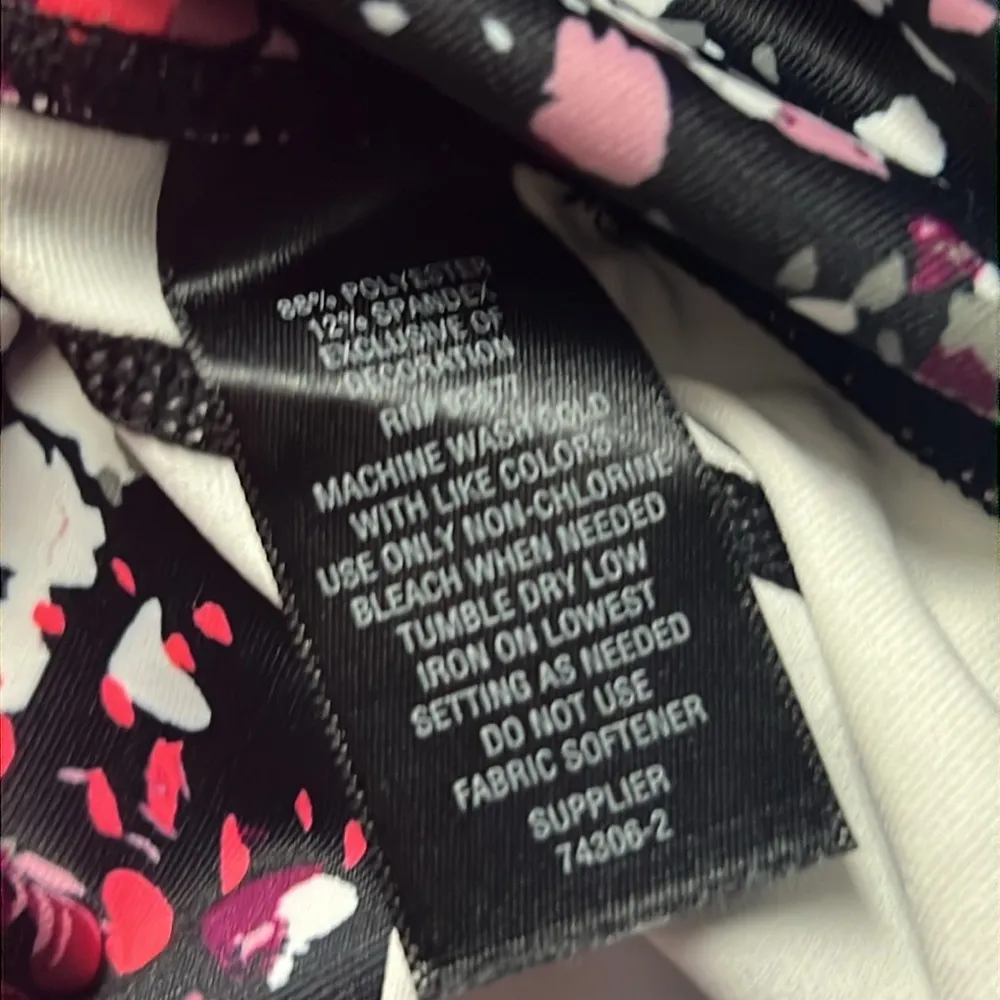 88% POLYESTER
12% SPANDEX
EXCLUSIVE OF
DECORATION
RN#
MACHINE WASH COLD
WITH LIKE COLORS
USE ONLY NON-CHLORINE
BLEACH WHEN NEEDED
TUMBLE DRY LOW
IRON ON LOWEST
SETTING AS NEEDED
DO NOT USE
FABRIC SOFTENER
SUPPLIER
74306-2